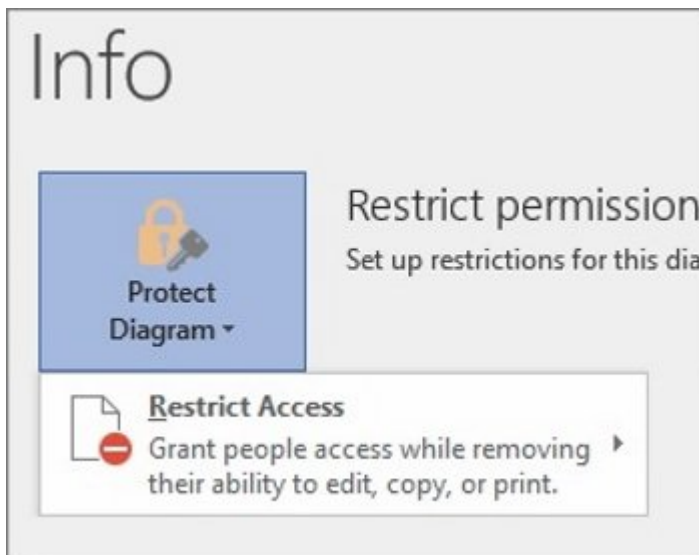 Info
Protect
Diagram
Restrict permission
Set up restrictions for this
Restrict Access
Grant people access while removing
their ability to edit, copy, or print.